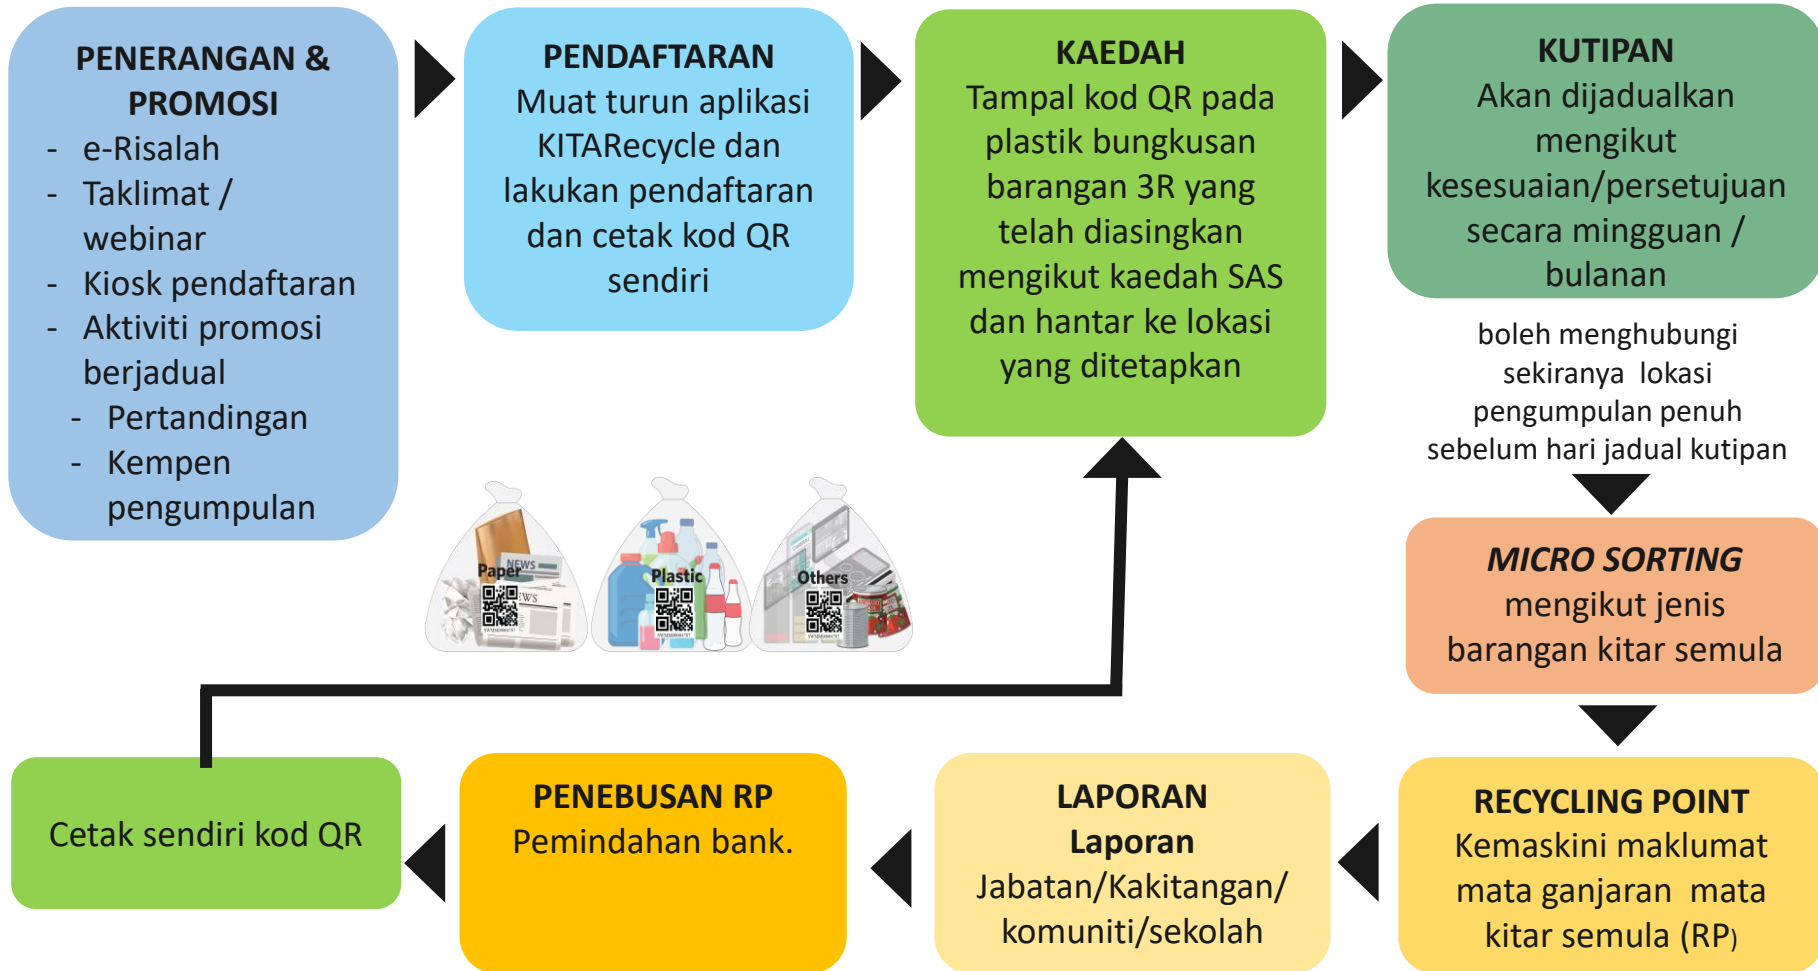 PENERANGAN &
PROMOSI
- e-Risalah
- Taklimat /
webinar
- Kiosk pendaftaran
- Aktiviti promosi
berjadual
- Pertandingan
- Kempen
pengumpulan
PENDAFTARAN
Muat turun aplikasi
KITARecycle dan
lakukan pendaftaran
dan cetak kod QR
sendiri
KAEDAH
Tampal kod QR pada
plastik bungkusan
barangan 3R yang
telah diasingkan
mengikut kaedah SAS
dan hantar ke lokasi
yang ditetapkan
KUTIPAN
Akan dijadualkan
mengikut
kesesuaian/persetujuan
secara mingguan /
bulanan
boleh menghubungi
sekiranya lokasi
pengumpulan penuh
sebelum hari jadual kutipan
NEWS
Paper
NEWS
Plastic
Others
MICRO SORTING
mengikut jenis
barangan kitar semula
RECYCLING POINT
Kemaskini maklumat
mata ganjaran mata
kitar semula (RP)
LAPORAN
Laporan
Jabatan/Kakitangan/
komuniti/sekolah
PENEBUSAN RP
Pemindahan bank.
Cetak sendiri kod QR